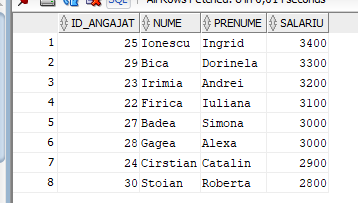 SQL All Rows Fetched: 8 in 0,014 seconds
ID_ANGAJAT NUME PRENUME SALARIU
1 25 Ionescu Ingrid 3400
2 29 Bica Dorinela 3300
3 23 Irimia Andrei 3200
4 22 Firica Iuliana 3100
5 27 Badea Simona 3000
6 28 Gagea Alexa 3000
7 24 Cirstian Catalin 2900
8 30 Stoian Roberta 2800